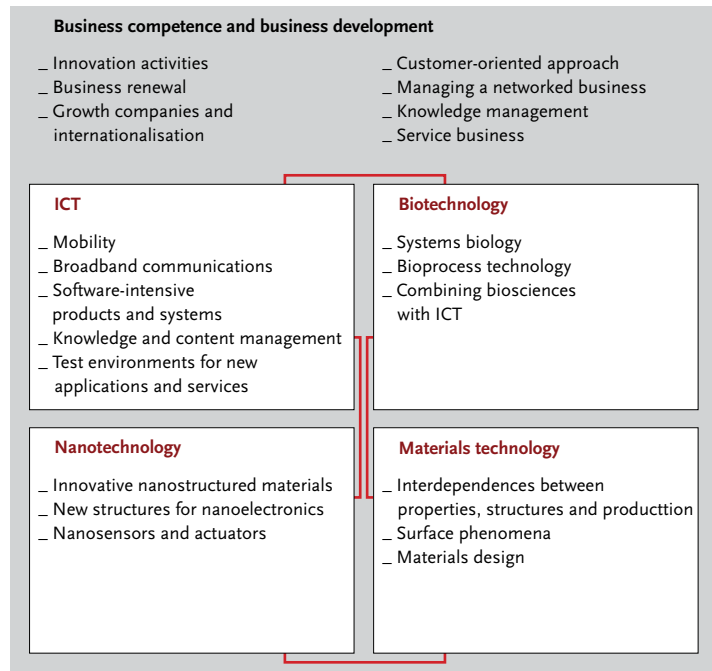 Business competence and business development
_ Innovation activities
_ Business renewal
_ Growth companies and
internationalisation
_ Customer-oriented approach
_ Managing a networked business
_ Knowledge management
_ Service business
ICT
_ Mobility
_ Broadband communications
_ Software-intensive
products and systems
_ Knowledge and content management
_ Test environments for new
applications and services
Biotechnology
_ Systems biology
_ Bioprocess technology
_ Combining biosciences
with ICT
Nanotechnology
_ Innovative nanostructured materials
_ New structures for nanoelectronics
_ Nanosensors and actuators
Materials technology
_ Interdependences between
properties, structures and producttion
_ Surface phenomena
_ Materials design